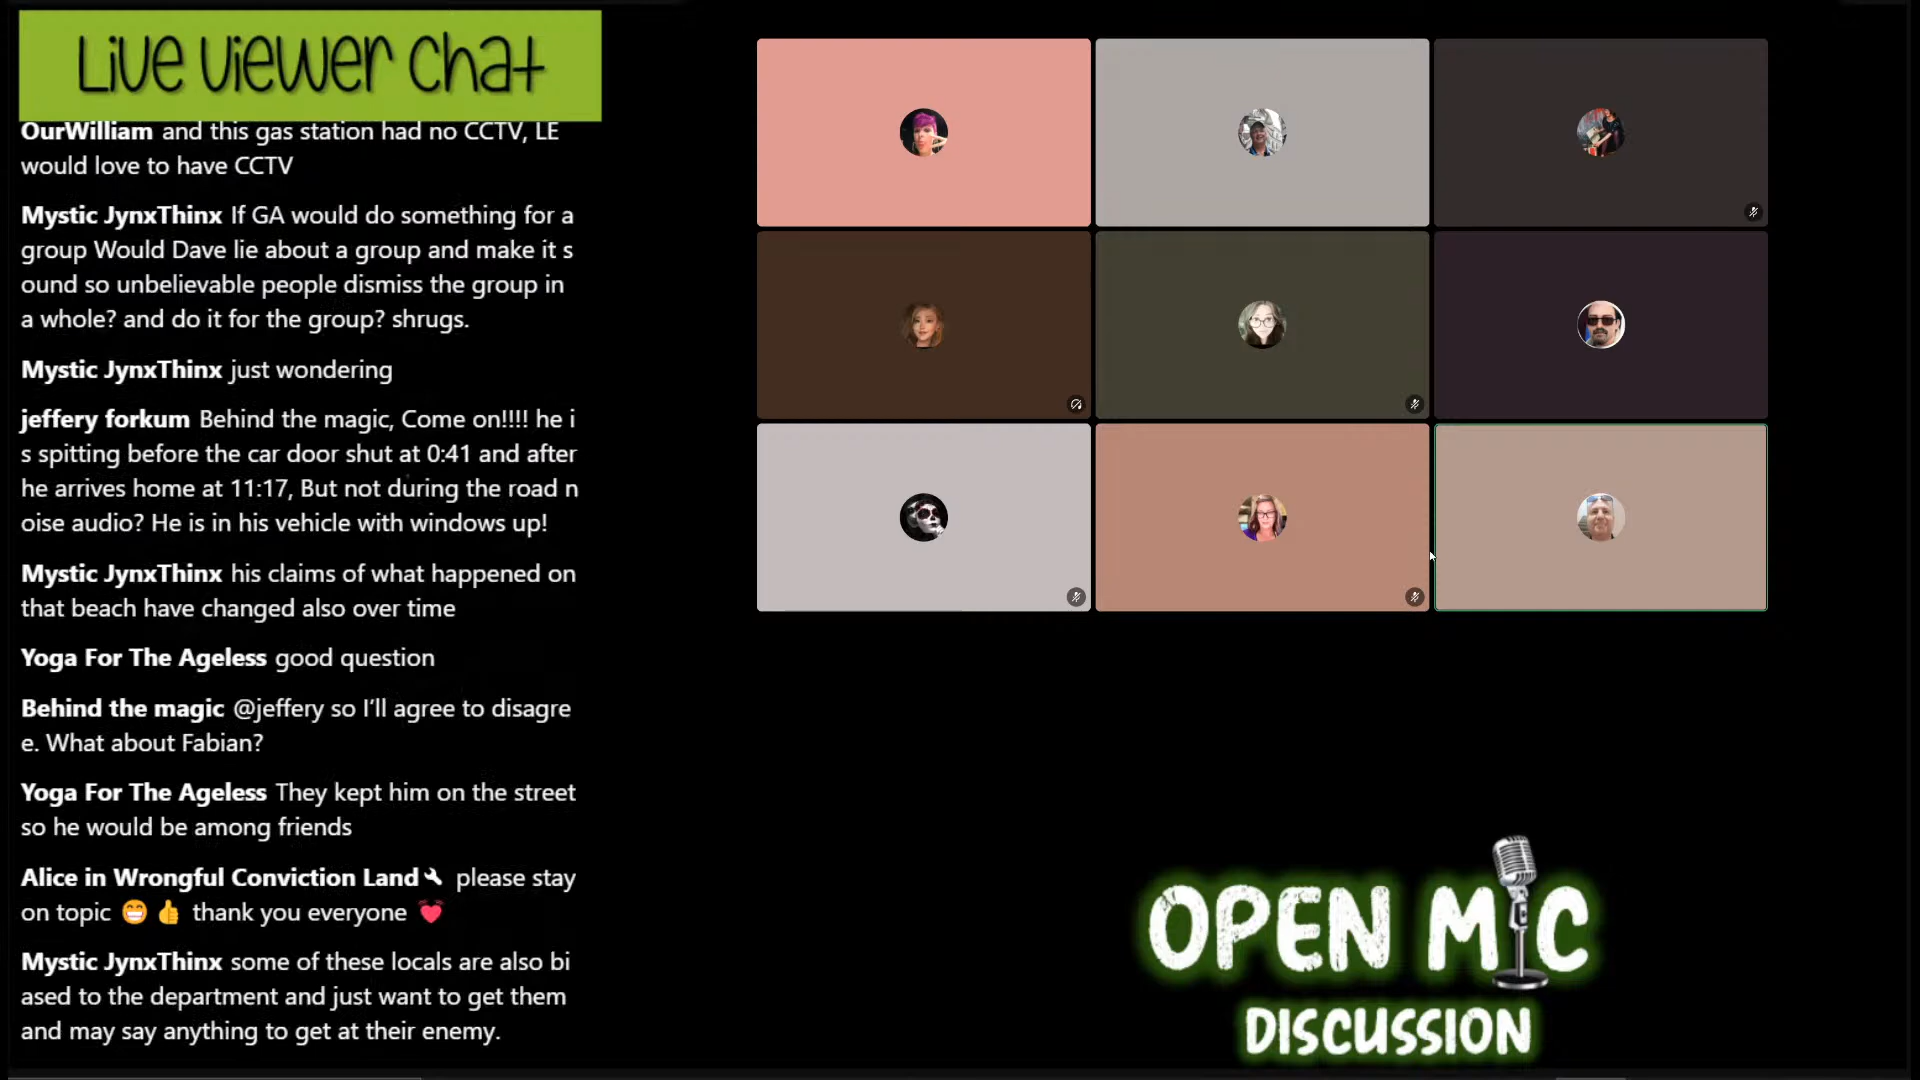 Live Viewer Chat
OurWilliam and this gas station had no CCTV, LE
would love to have CCTV
Mystic JynxThinx If GA would do something for a
group Would Dave lie about a group and make it s
ound so unbelievable people dismiss the group in
a whole? and do it for the group? shrugs.
Mystic JynxThinx just wondering
jeffery forkum Behind the magic, Come on!!!! he i
s spitting before the car door shut at 0:41 and after
he arrives home at 11:17, But not during the road n
oise audio? He is in his vehicle with windows up!
Mystic JynxThinx his claims of what happened on
that beach have changed also over time
Yoga For The Ageless good question
Behind the magic @jeffery so I’ll agree to disagre
e. What about Fabian?
Yoga For The Ageless They kept him on the street
so he would be among friends
Alice in Wrongful Conviction Land please stay
on topic 😁 👍 thank you everyone 💓
Mystic JynxThinx some of these locals are also bi
ased to the department and just want to get them
and may say anything to get at their enemy.
OPEN MIC
DISCUSSION